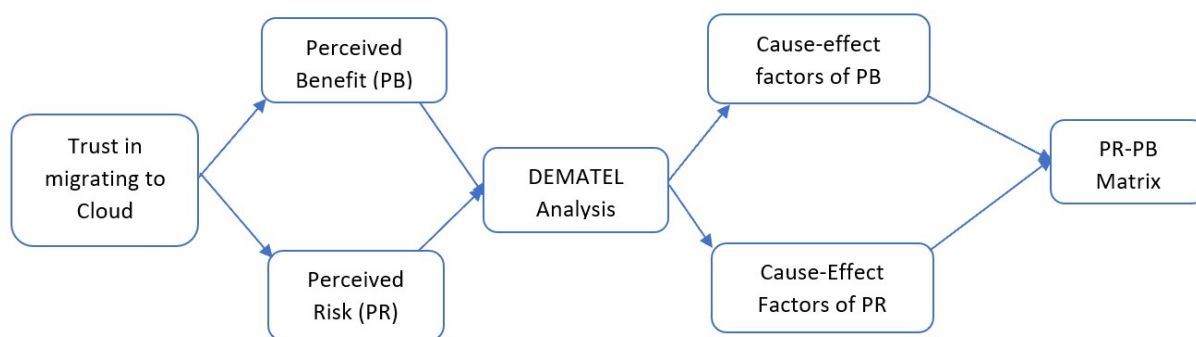 Trust in
migrating to
Cloud
Perceived
Benefit (PB)
Perceived
Risk (PR)
DEMATEL
Analysis
Cause-effect
factors of PB
Cause-Effect
Factors of PR
PR-PB
Matrix